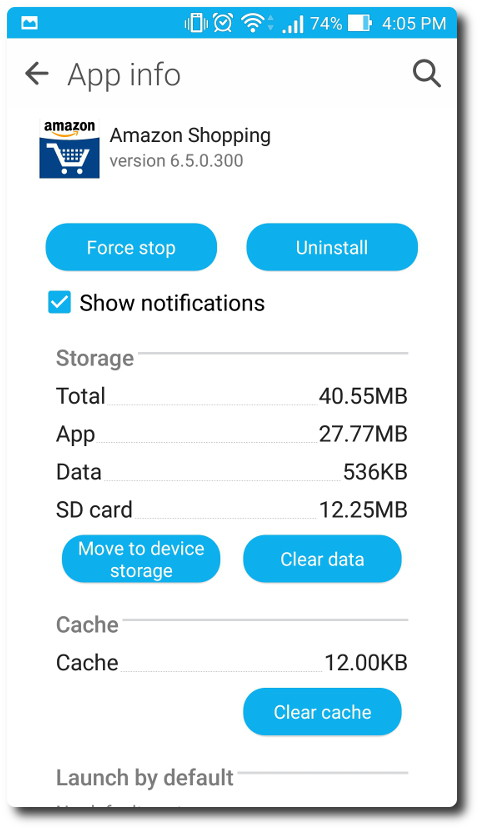 74% 4:05 PM
App info
amazon
Amazon Shopping
version 6.5.0.300
Force stop Uninstall
Show notifications
Storage
Total 40.55MB
App 27.77MB
Data 536KB
SD card 12.25MB
Move to device
storage
Clear data
Cache
Cache 12.00KB
Clear cache
Launch by default